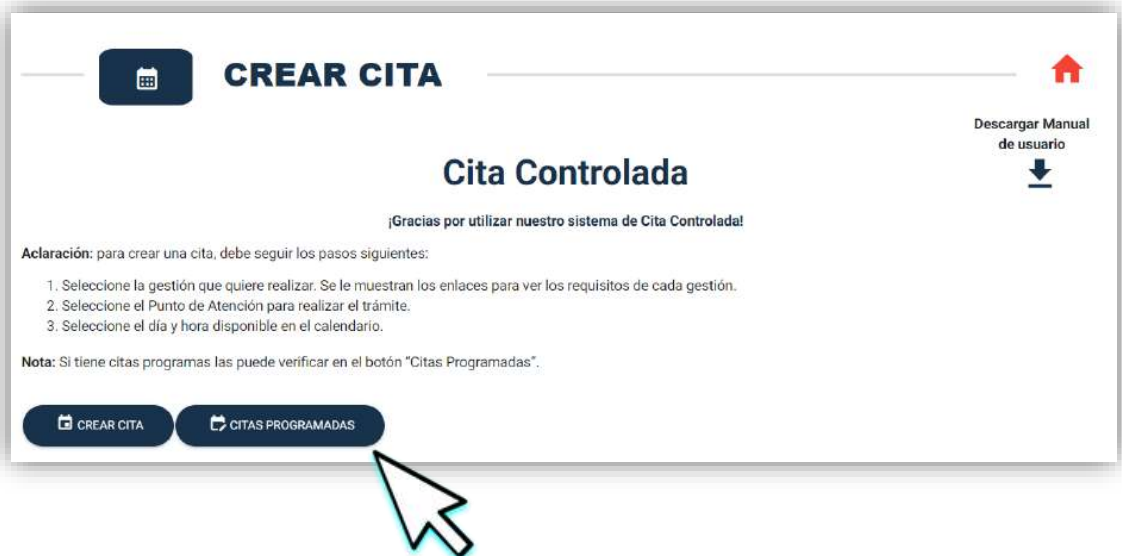 CREAR CITA
Descargar Manual
de usuario
Cita Controlada
¡Gracias por utilizar nuestro sistema de Cita Controlada!
Aclaración: para crear una cita, debe seguir los pasos siguientes:
1. Seleccione la gestión que quiere realizar. Se le muestran los enlaces para ver los requisitos de cada gestión.
2. Seleccione el Punto de Atención para realizar el trámite.
3. Seleccione el día y hora disponible en el calendario.
Nota: Si tiene citas programas las puede verificar en el botón “Citas Programadas”.
CREAR CITA CITAS PROGRAMADAS